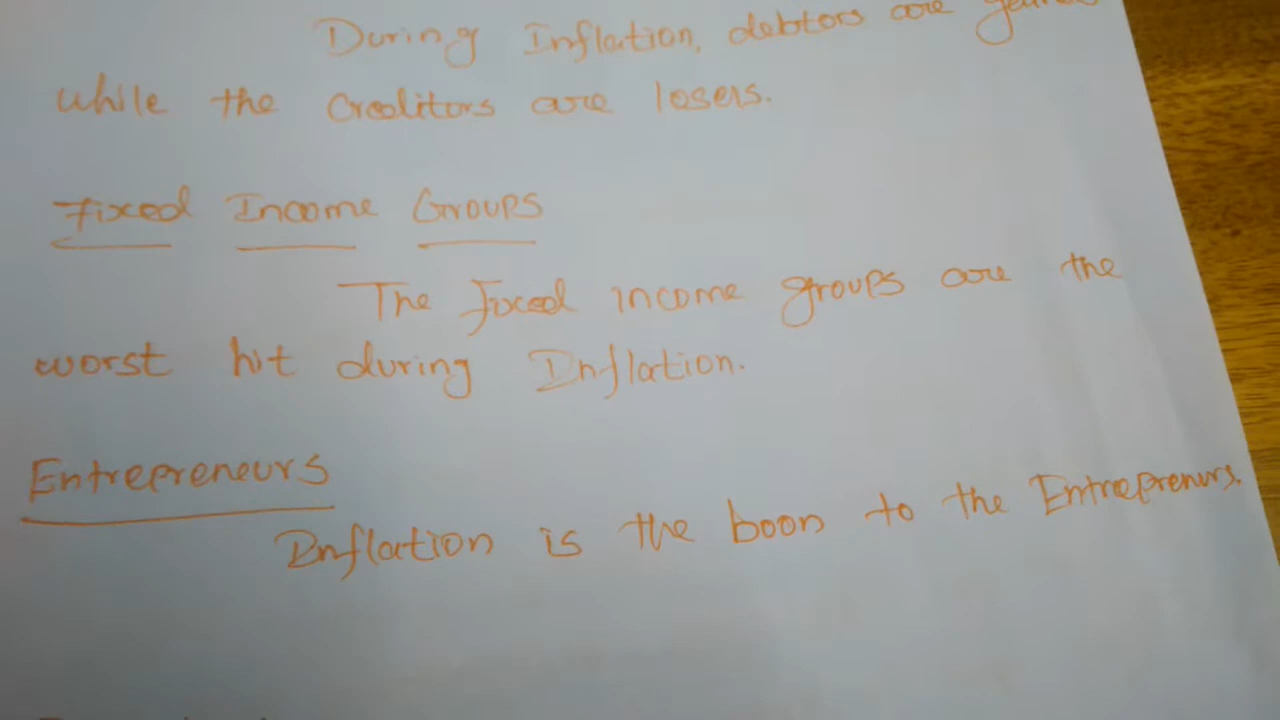 During Inflation, debtors are
while the Creditors are losers.
Fixed Income Groups
The fixed income groups are the
worst hit during Inflation.
Entrepreneurs
Inflation is the boon to the Entreprenurs.